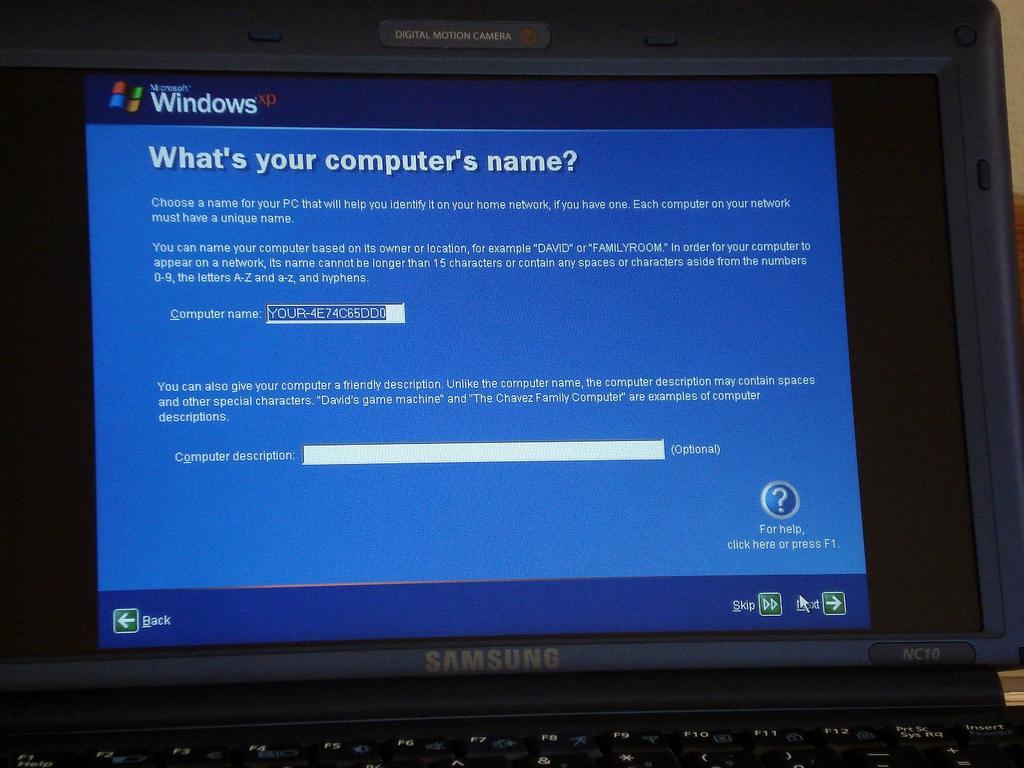 DIGITAL MOTION CAMERA
Microsoft
Windows xp
What's your computer's name?
Choose a name for your PC that will help you identify it on your home network, if you have one. Each computer on your network
must have a unique name.
You can name your computer based on its owner or location, for example "DAVID" or "FAMILYROOM." In order for your computer to
appear on a network, its name cannot be longer than 15 characters or contain any spaces or characters aside from the numbers
0-9, the letters A-Z and a-z, and hyphens.
Computer name: YOUR-4E74C65DD0
You can also give your computer a friendly description. Unlike the computer name, the computer description may contain spaces
and other special characters. "David's game machine" and "The Chavez Family Computer" are examples of computer
descriptions.
Computer description: (Optional)
?
For help,
click here or press F1.
Back
Skip
Next
SAMSUNG
NC10
F1 F2 F3 F4 F5 F6 F7 F8 F9 F10 F11 F12 Prt Sc Insert
Help Sys Rq
% ^ & * ( ) — +
=